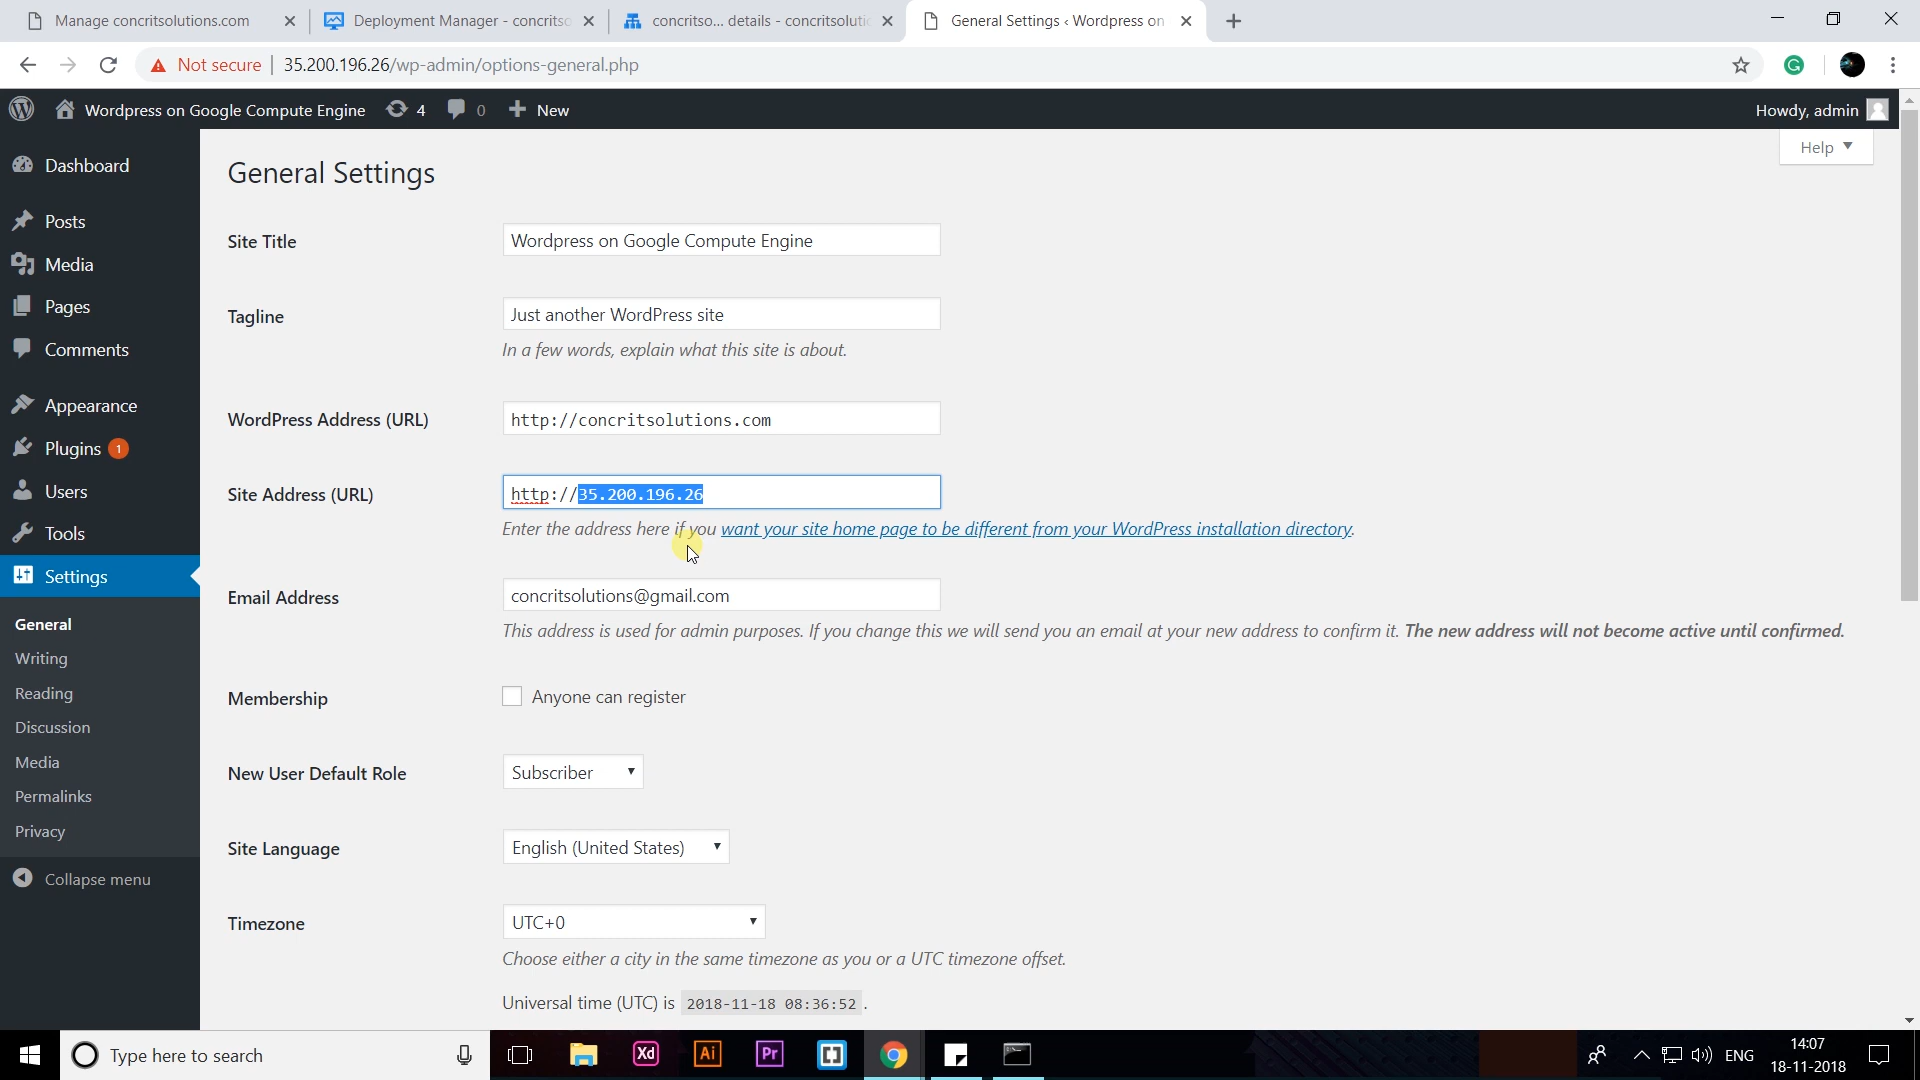 Manage concritsolutions.com
Deployment Manager - concritso
concritso... details - concritsolutio
General Settings ‹ Wordpress on
Not secure
35.200.196.26/wp-admin/options-general.php
Wordpress on Google Compute Engine
4
0
New
Howdy, admin
Help
Dashboard
Posts
Media
Pages
Comments
Appearance
Plugins 1
Users
Tools
Settings
General
Writing
Reading
Discussion
Media
Permalinks
Privacy
Collapse menu
General Settings
Site Title
Wordpress on Google Compute Engine
Tagline
Just another WordPress site
In a few words, explain what this site is about.
WordPress Address (URL)
http://concritsolutions.com
Site Address (URL)
http://35.200.196.26
Enter the address here if you want your site home page to be different from your WordPress installation directory.
Email Address
concritsolutions@gmail.com
This address is used for admin purposes. If you change this we will send you an email at your new address to confirm it. The new address will not become active until confirmed.
Membership
Anyone can register
New User Default Role
Subscriber
Site Language
English (United States)
Timezone
UTC+0
Choose either a city in the same timezone as you or a UTC timezone offset.
Universal time (UTC) is 2018-11-18 08:36:52 .
Type here to search
Xd
Ai
Pr
ENG
14:07
18-11-2018